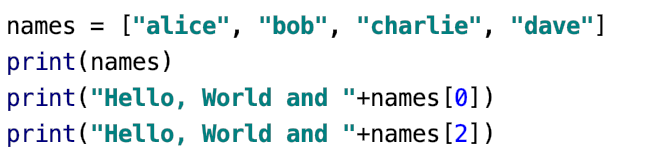 names = ["alice", "bob", "charlie", "dave"]
print(names)
print("Hello, World and "+names[0])
print("Hello, World and "+names[2])